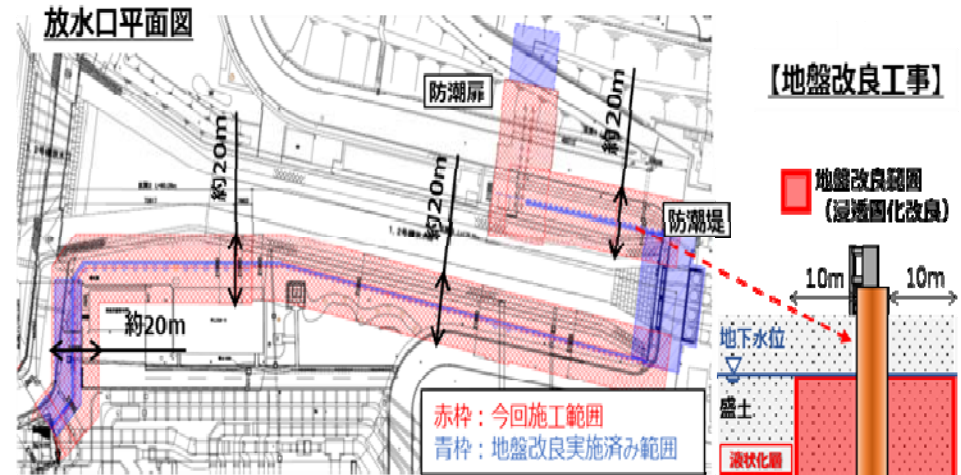 放水口平面図
防潮扉
約20m
約20m
約20m
防潮堤
約20m
赤枠：今回施工範囲
青枠：地盤改良実施済み範囲
【地盤改良工事】
地盤改良範囲
（浸透固化改良）
10m
10m
地下水位
盛土
液状化層